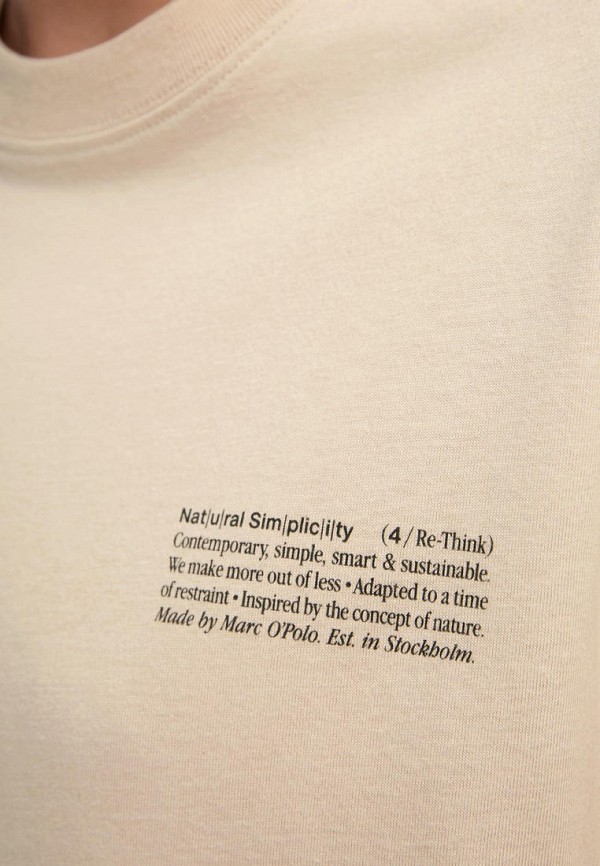 Nat|u|ral Sim|plic|i|ty (4 / Re-Think)
Contemporary, simple, smart & sustainable.
We make more out of less • Adapted to a time
of restraint • Inspired by the concept of nature.
Made by Marc O'Polo. Est. in Stockholm.